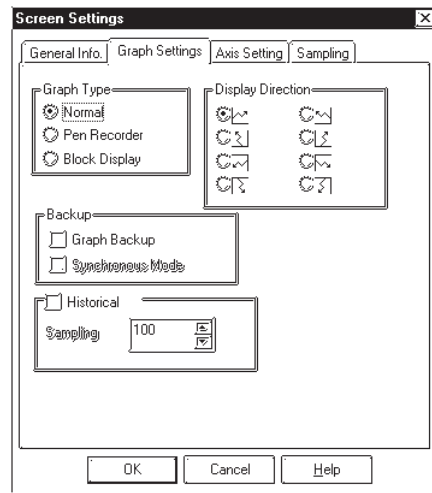 Screen Settings
General Info. Graph Settings Axis Setting Sampling
Graph Type
Normal
Pen Recorder
Block Display
Display Direction
Backup
Graph Backup
Synchronous Mode
Historical
Sampling 100
OK Cancel Help